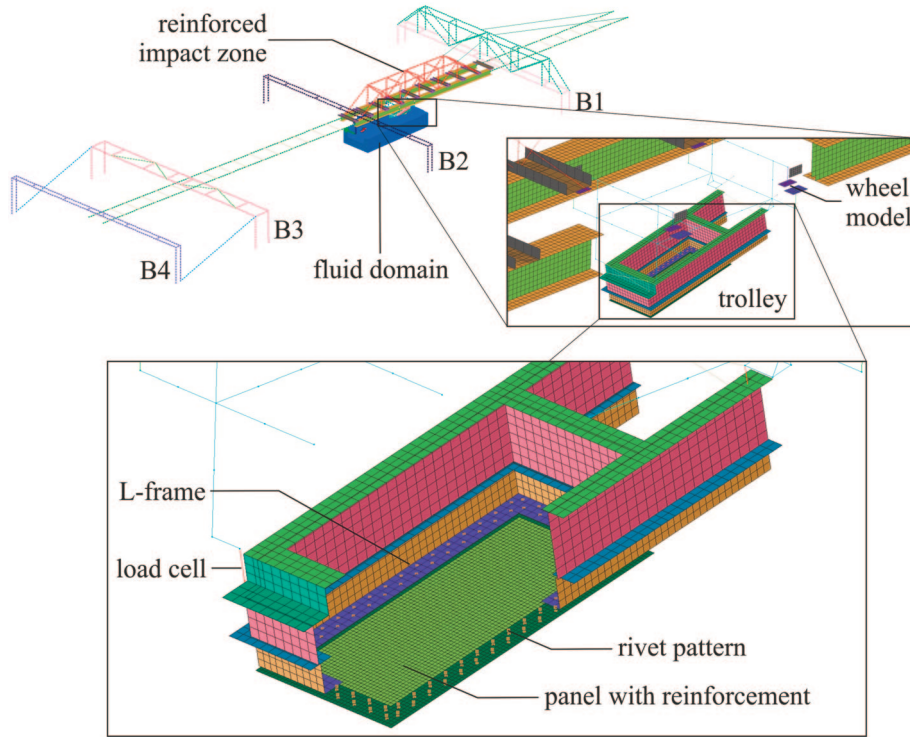 reinforced
impact zone
B1
B2
B3
B4
fluid domain
wheel
model
trolley
L-frame
load cell
rivet pattern
panel with reinforcement